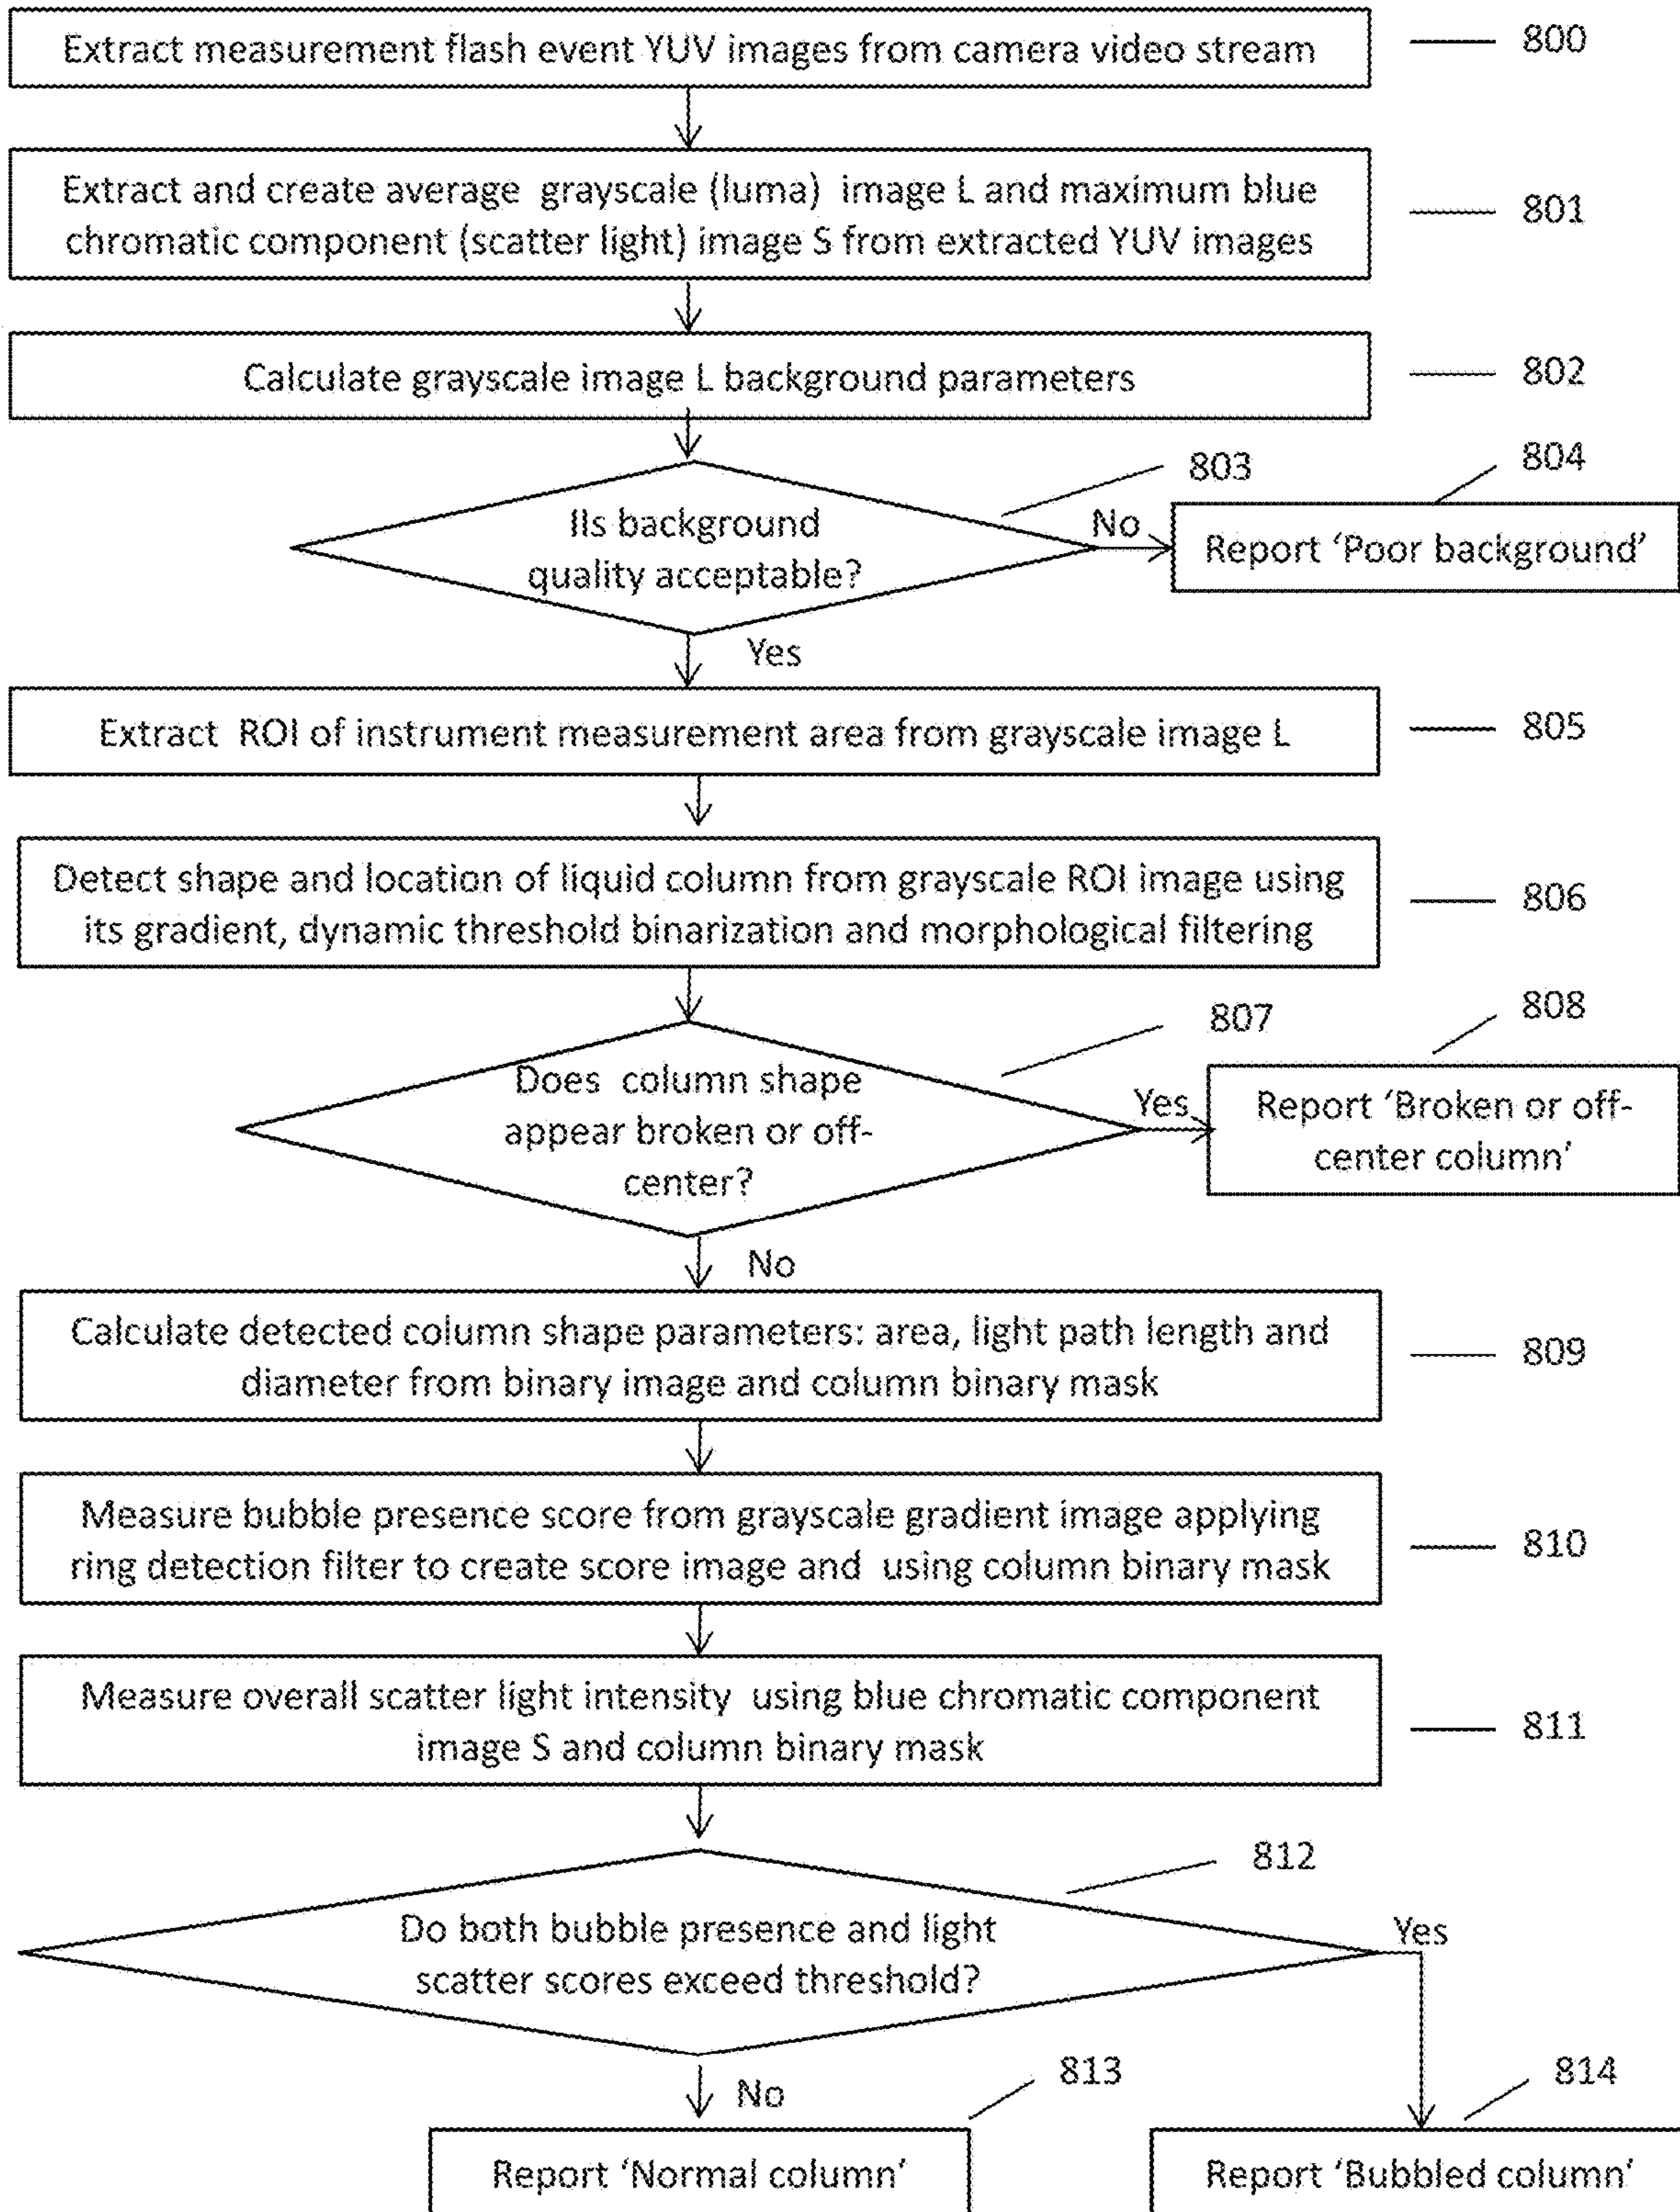 Extract measurement flash event YUV images from camera video stream
800
Extract and create average grayscale (luma) image L and maximum blue
chromatic component (scatter light) image S from extracted YUV images
801
Calculate grayscale image L background parameters
802
803
804
IIs background
quality acceptable?
No
Report ‘Poor background’
Yes
Extract ROI of instrument measurement area from grayscale image L
805
Detect shape and location of liquid column from grayscale ROI image using
its gradient, dynamic threshold binarization and morphological filtering
806
807
808
Does column shape
appear broken or off-
center?
Yes
Report ‘Broken or off-
center column’
No
Calculate detected column shape parameters: area, light path length and
diameter from binary image and column binary mask
809
Measure bubble presence score from grayscale gradient image applying
ring detection filter to create score image and using column binary mask
810
Measure overall scatter light intensity using blue chromatic component
image S and column binary mask
811
812
Do both bubble presence and light
scatter scores exceed threshold?
Yes
No
813
814
Report ‘Normal column’
Report ‘Bubbled column’